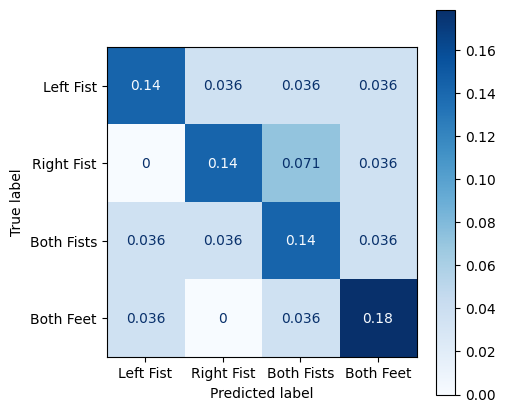 True label
Left Fist 0.14 0.036 0.036 0.036
Right Fist 0 0.14 0.071 0.036
Both Fists 0.036 0.036 0.14 0.036
Both Feet 0.036 0 0.036 0.18
Left Fist Right Fist Both Fists Both Feet
Predicted label
0.16
0.14
0.12
0.10
0.08
0.06
0.04
0.02
0.00